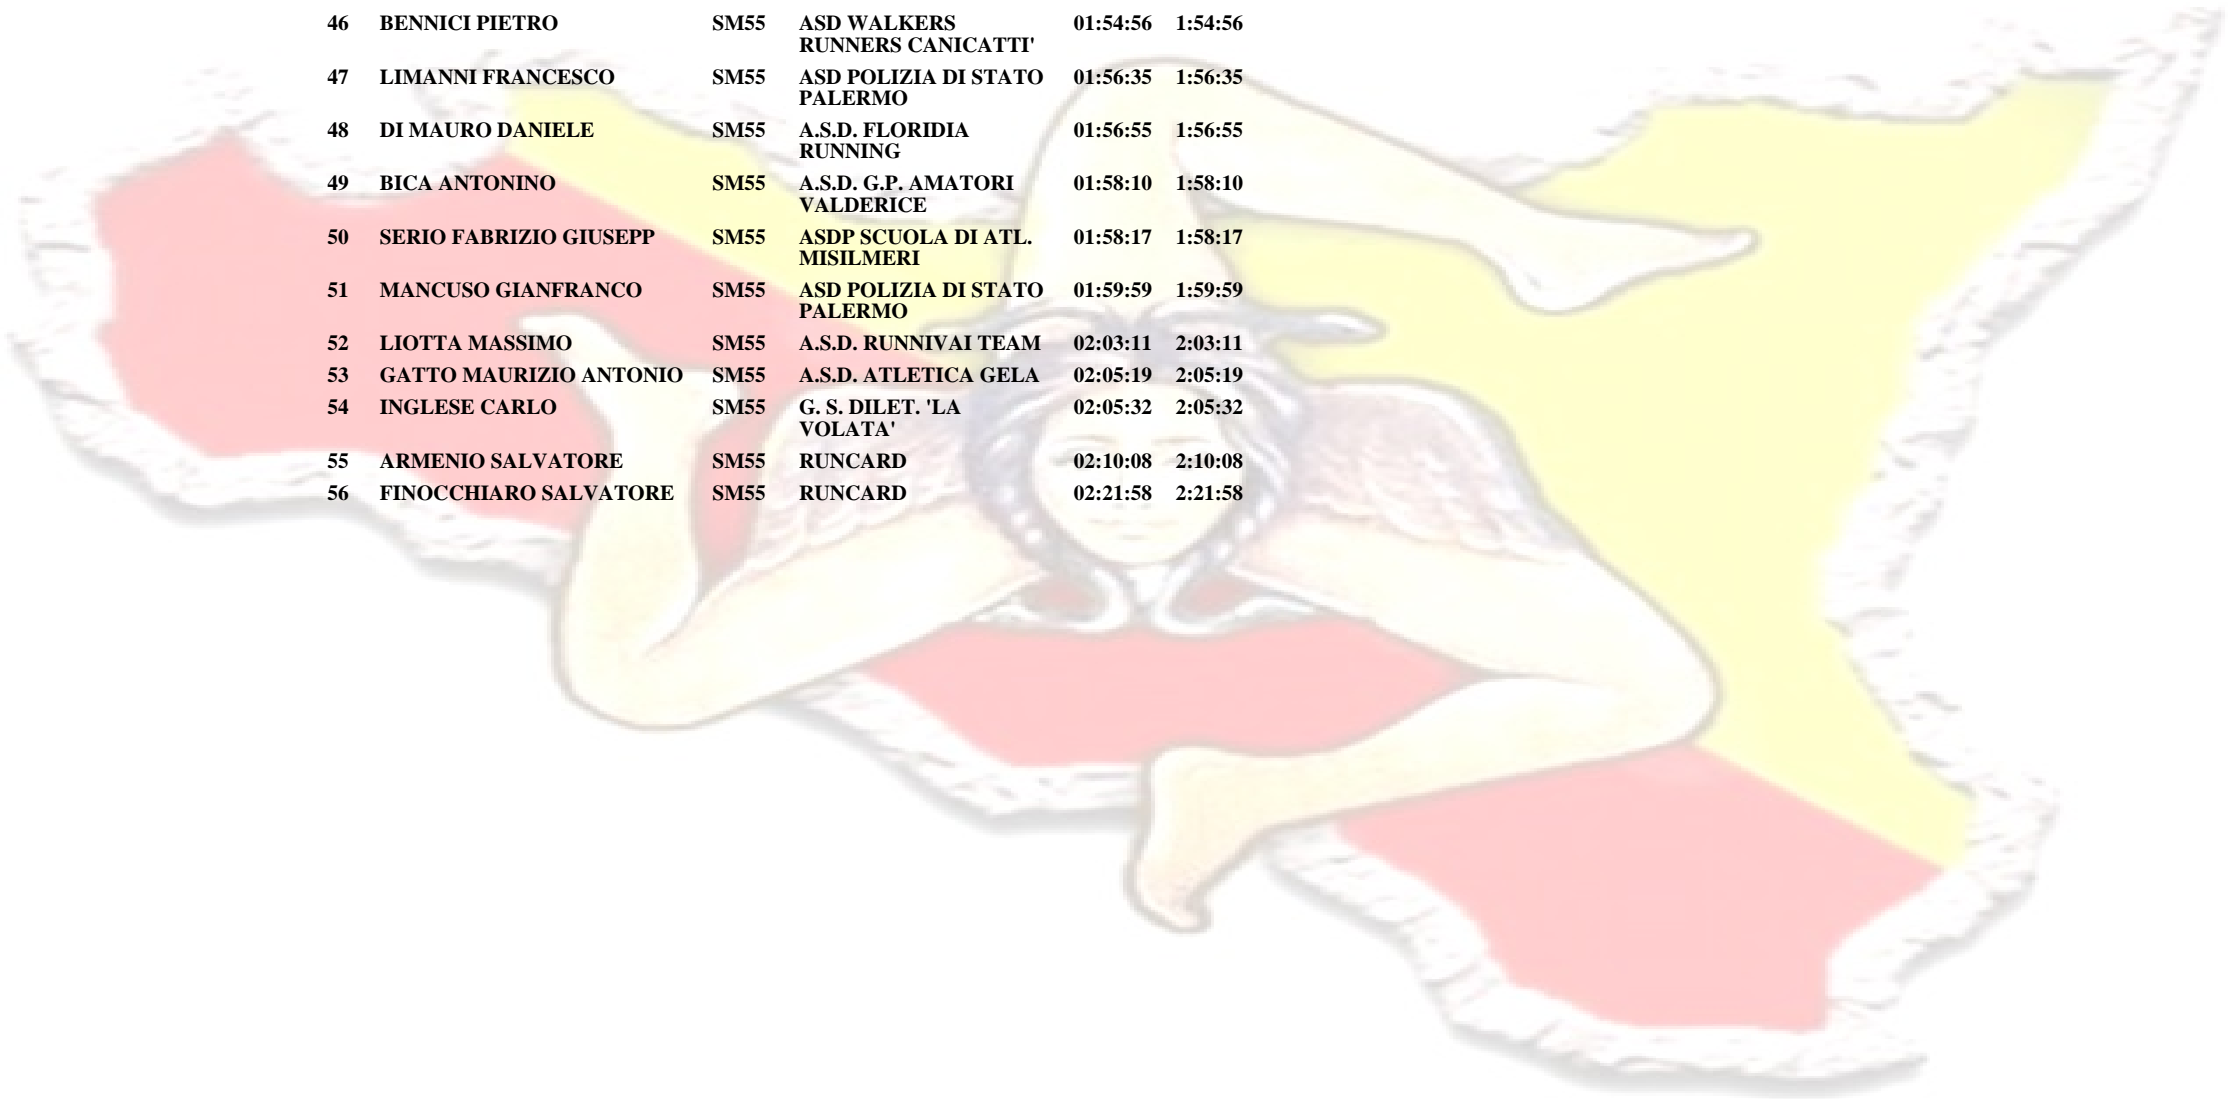 46 BENNICI PIETRO SM55 ASD WALKERS 01:54:56 1:54:56
RUNNERS CANICATTI'
47 LIMANNI FRANCESCO SM55 ASD POLIZIA DI STATO 01:56:35 1:56:35
PALERMO
48 DI MAURO DANIELE SM55 A.S.D. FLORIDIA 01:56:55 1:56:55
RUNNING
49 BICA ANTONINO SM55 A.S.D. G.P. AMATORI 01:58:10 1:58:10
VALDERICE
50 SERIO FABRIZIO GIUSEPP SM55 ASDP SCUOLA DI ATL. 01:58:17 1:58:17
MISILMERI
51 MANCUSO GIANFRANCO SM55 ASD POLIZIA DI STATO 01:59:59 1:59:59
PALERMO
52 LIOTTA MASSIMO SM55 A.S.D. RUNNIVAI TEAM 02:03:11 2:03:11
53 GATTO MAURIZIO ANTONIO SM55 A.S.D. ATLETICA GELA 02:05:19 2:05:19
54 INGLESE CARLO SM55 G. S. DILET. 'LA 02:05:32 2:05:32
VOLATA'
55 ARMENIO SALVATORE SM55 RUNCARD 02:10:08 2:10:08
56 FINOCCHIARO SALVATORE SM55 RUNCARD 02:21:58 2:21:58